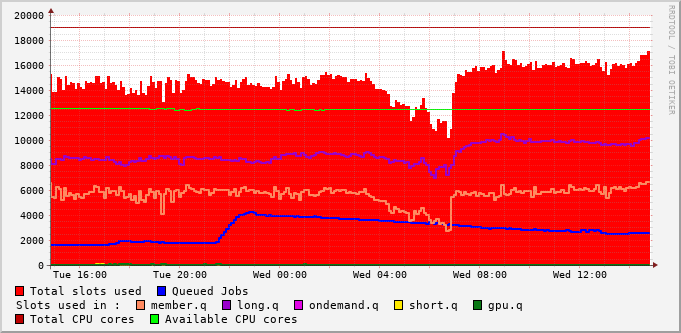 20000
18000
16000
14000
12000
10000
8000
6000
4000
2000
0
Tue 16:00 Tue 20:00 Wed 00:00 Wed 04:00 Wed 08:00 Wed 12:00
RRDTOOL / TOBI OETIKER
Total slots used Queued Jobs
Slots used in : member.q long.q ondemand.q short.q gpu.q
Total CPU cores Available CPU cores